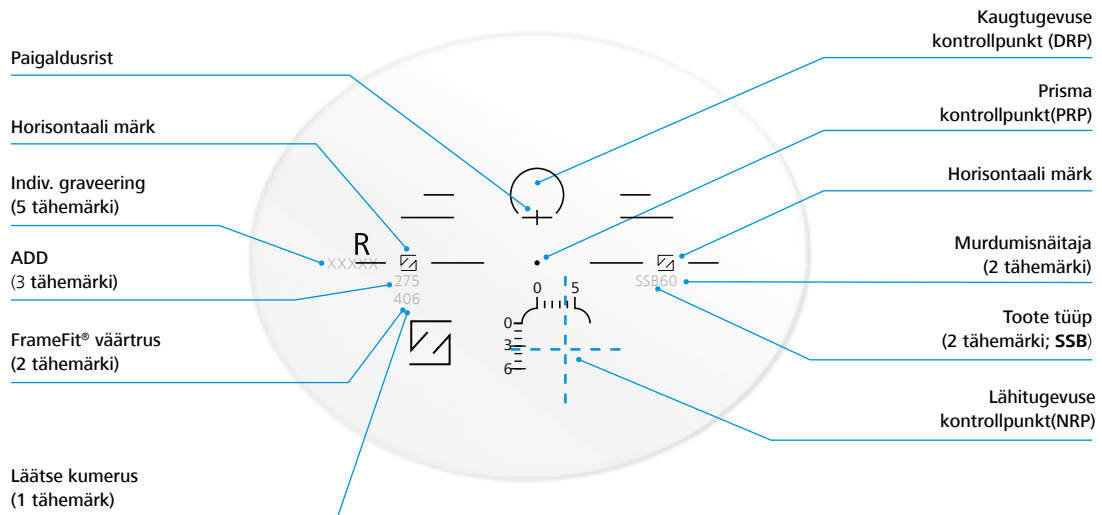 Paigaldusrist
Horisontaali märk
Indiv. graveering
(5 tähemärki)
ADD
(3 tähemärki)
FrameFit® väärtrus
(2 tähemärki)
Läätse kumerus
(1 tähemärk)
R
XXXXX
275
406
SSB60
0 5
0
3
6
Kaugtugevuse
kontrollpunkt (DRP)
Prisma
kontrollpunkt(PRP)
Horisontaali märk
Murdumisnäitaja
(2 tähemärki)
Toote tüüp
(2 tähemärki; SSB)
Lähitugevuse
kontrollpunkt(NRP)